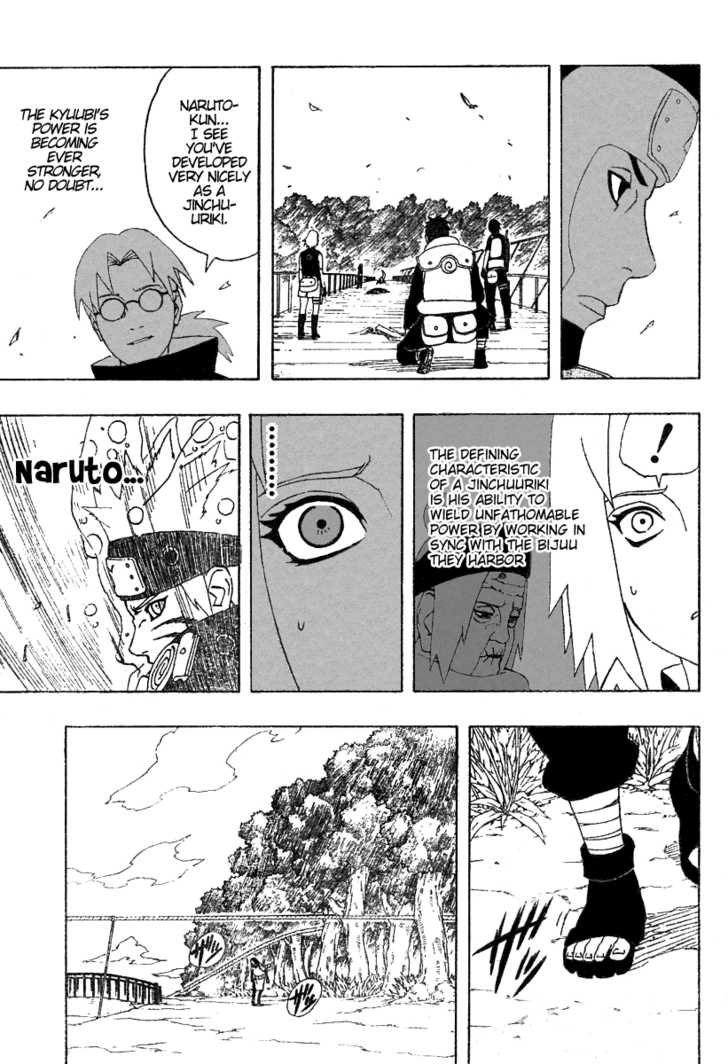 NARUTO-
KUN...
I SEE
YOU'VE
DEVELOPED
VERY NICELY
AS A
JINCHU-
URIKI.
THE KYUUBI'S
POWER IS
BECOMING
EVER
STRONGER,
NO DOUBT...
!
THE DEFINING
CHARACTERISTIC
OF A JINCHUURIKI
IS HIS ABILITY TO
WIELD UNFATHOMABLE
POWER BY WORKING IN
SYNC WITH THE BIJUU
THEY HARBOR
.........
Naruto...